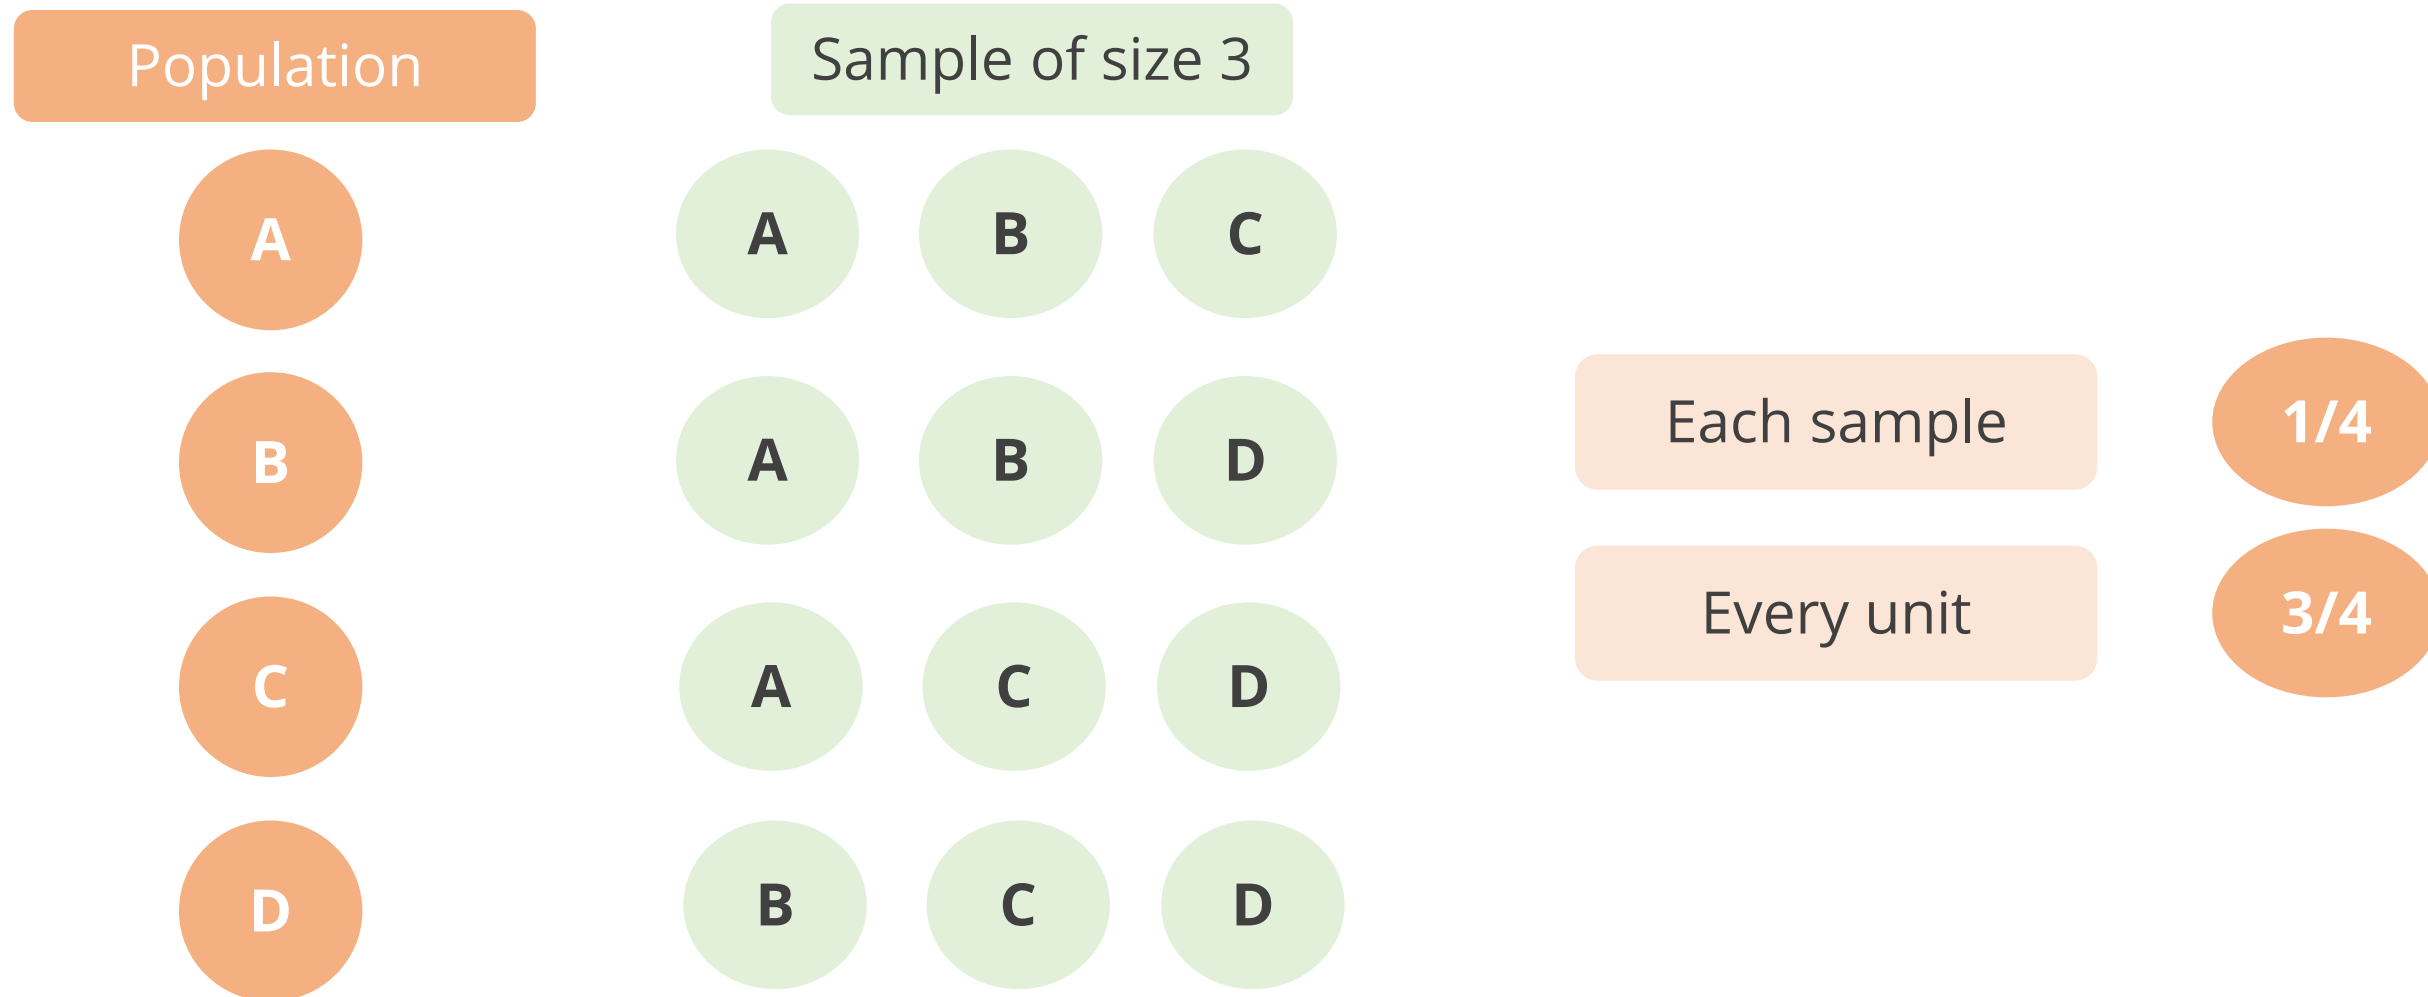 Population
Sample of size 3
A
A B C
B
A B D
Each sample 1/4
C
A C D
Every unit 3/4
D
B C D